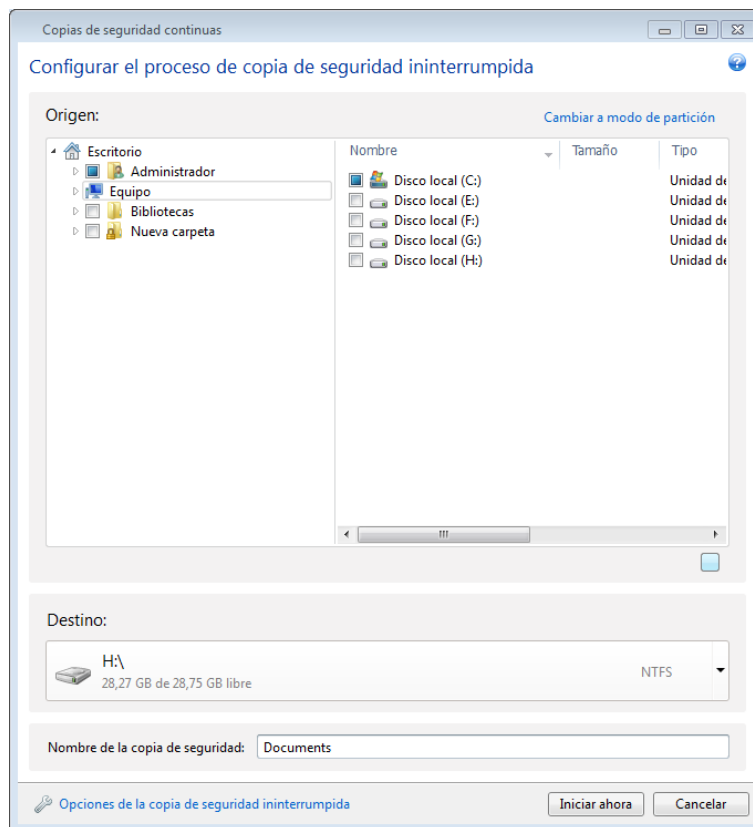 Copias de seguridad continuas
Configurar el proceso de copia de seguridad ininterrumpida
Origen:
Cambiar a modo de partición
Escritorio
Administrador
Equipo
Bibliotecas
Nueva carpeta
Nombre Tamaño Tipo
Disco local (C:) Unidad de
Disco local (E:) Unidad de
Disco local (F:) Unidad de
Disco local (G:) Unidad de
Disco local (H:) Unidad de
Destino:
H:\
28,27 GB de 28,75 GB libre
NTFS
Nombre de la copia de seguridad: Documents
Opciones de la copia de seguridad ininterrumpida
Iniciar ahora Cancelar